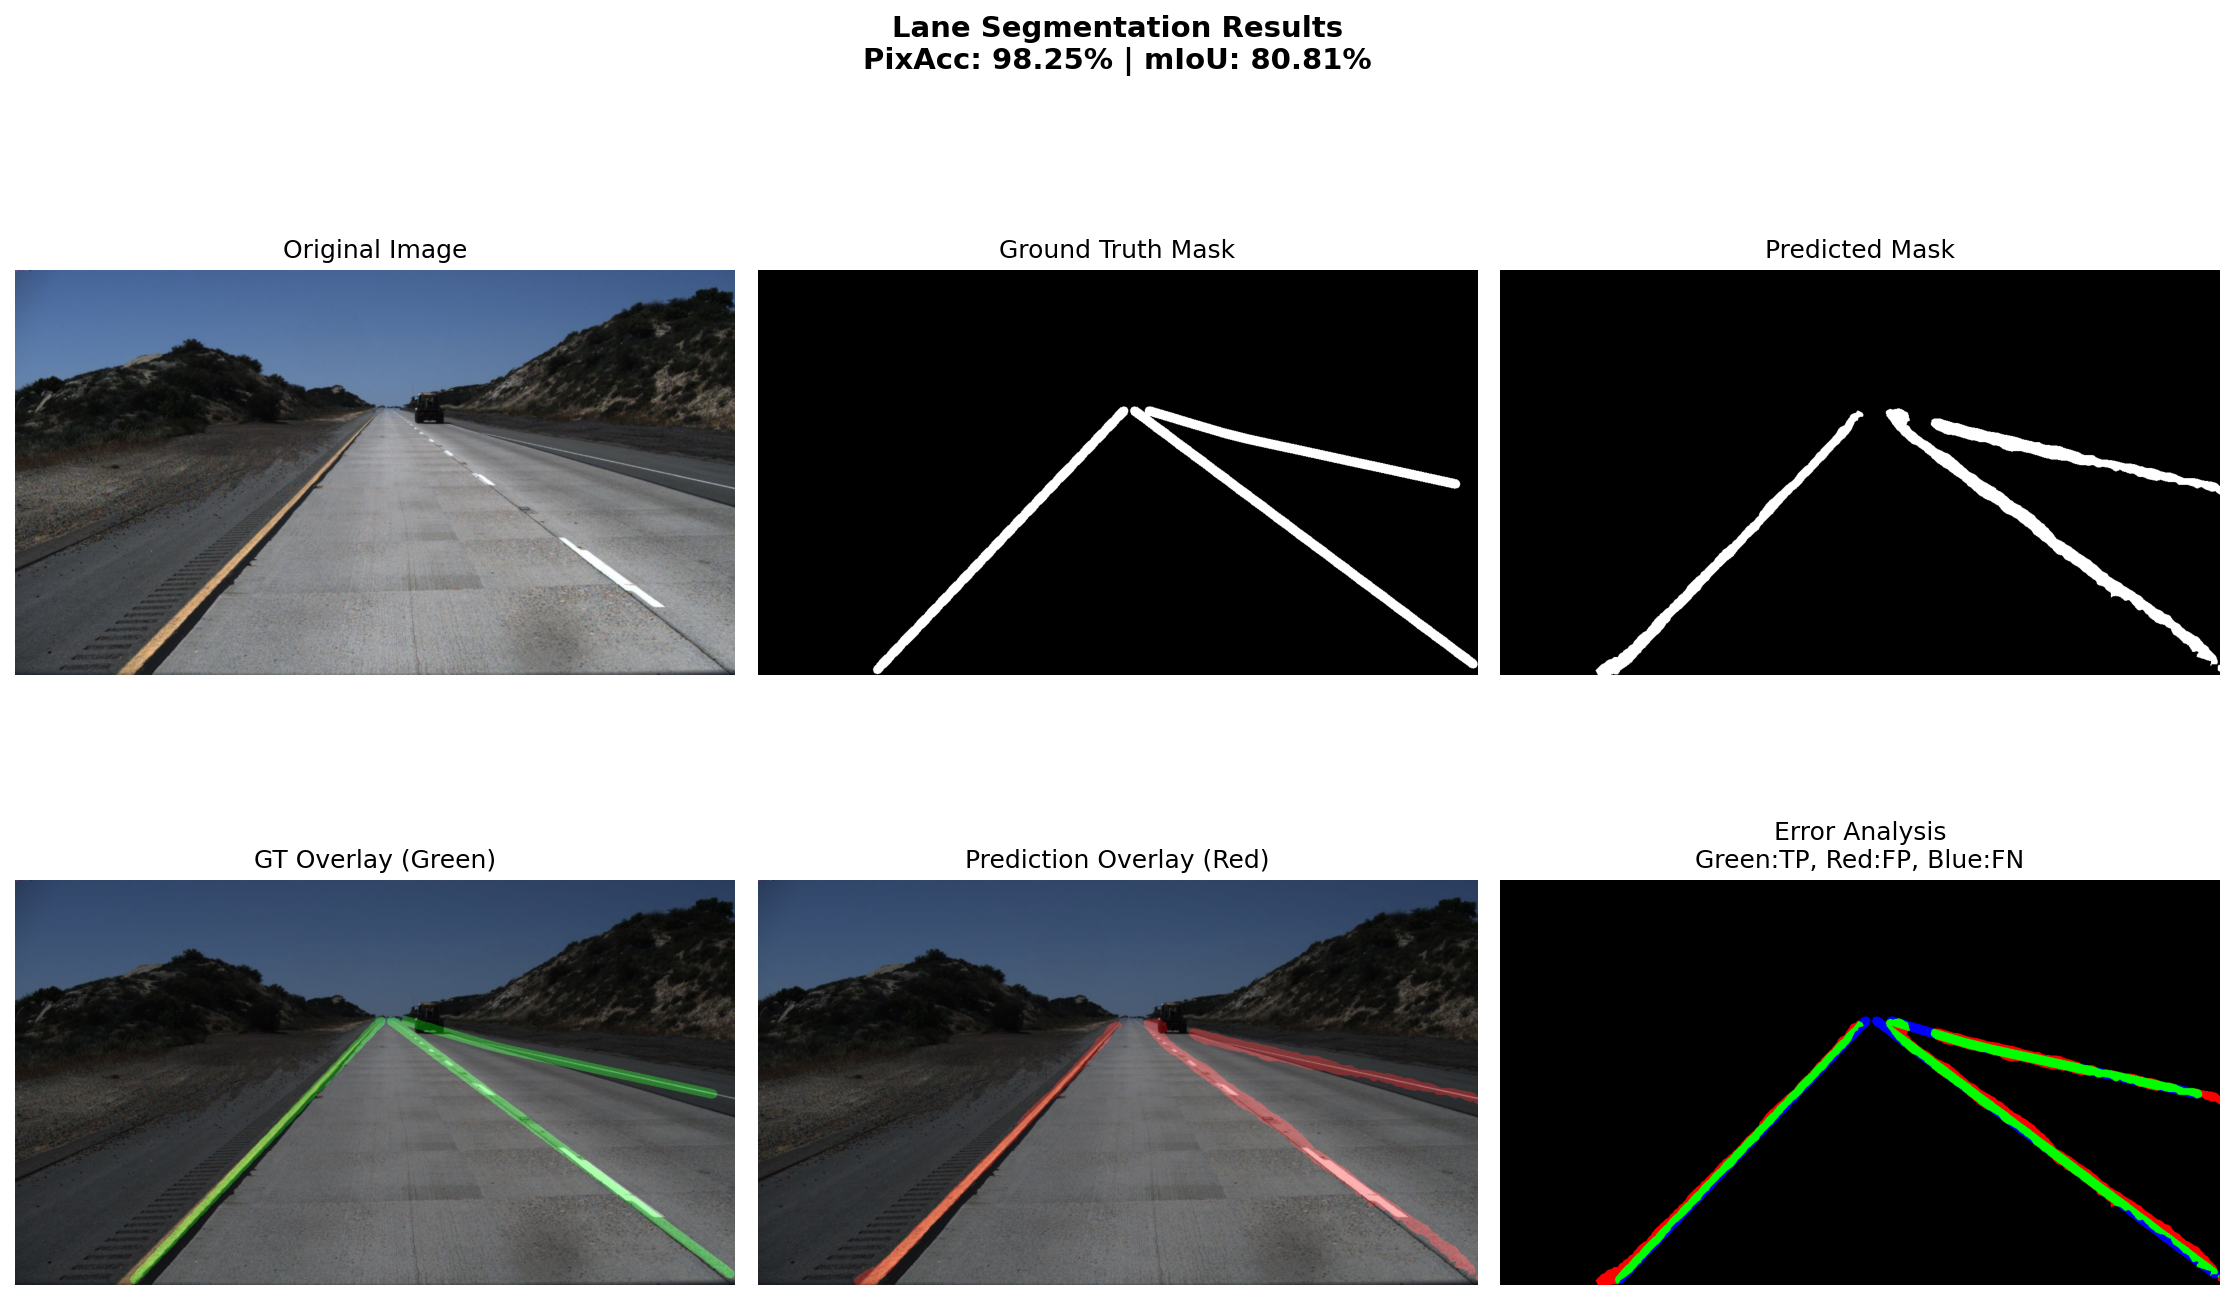 Lane Segmentation Results
PixAcc: 98.25% | mIoU: 80.81%
Original Image
Ground Truth Mask
Predicted Mask
GT Overlay (Green)
Prediction Overlay (Red)
Error Analysis
Green:TP, Red:FP, Blue:FN